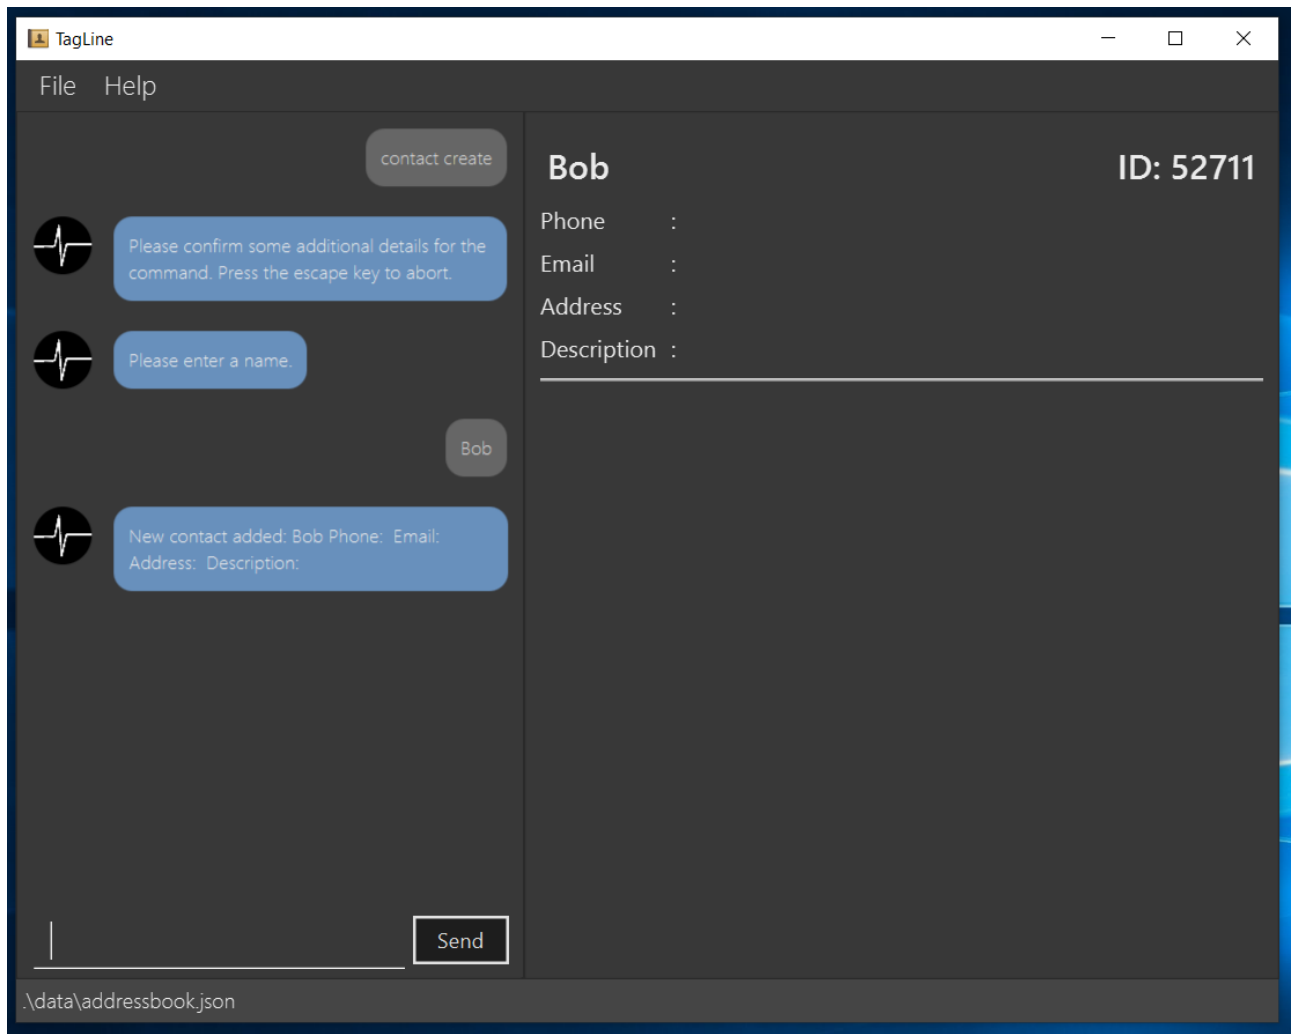 TagLine
File Help
contact create
Please confirm some additional details for the
command. Press the escape key to abort.
Please enter a name.
Bob
New contact added: Bob Phone:  Email:
Address:  Description:
Send
Bob ID: 52711
Phone :
Email :
Address :
Description :
.\data\addressbook.json